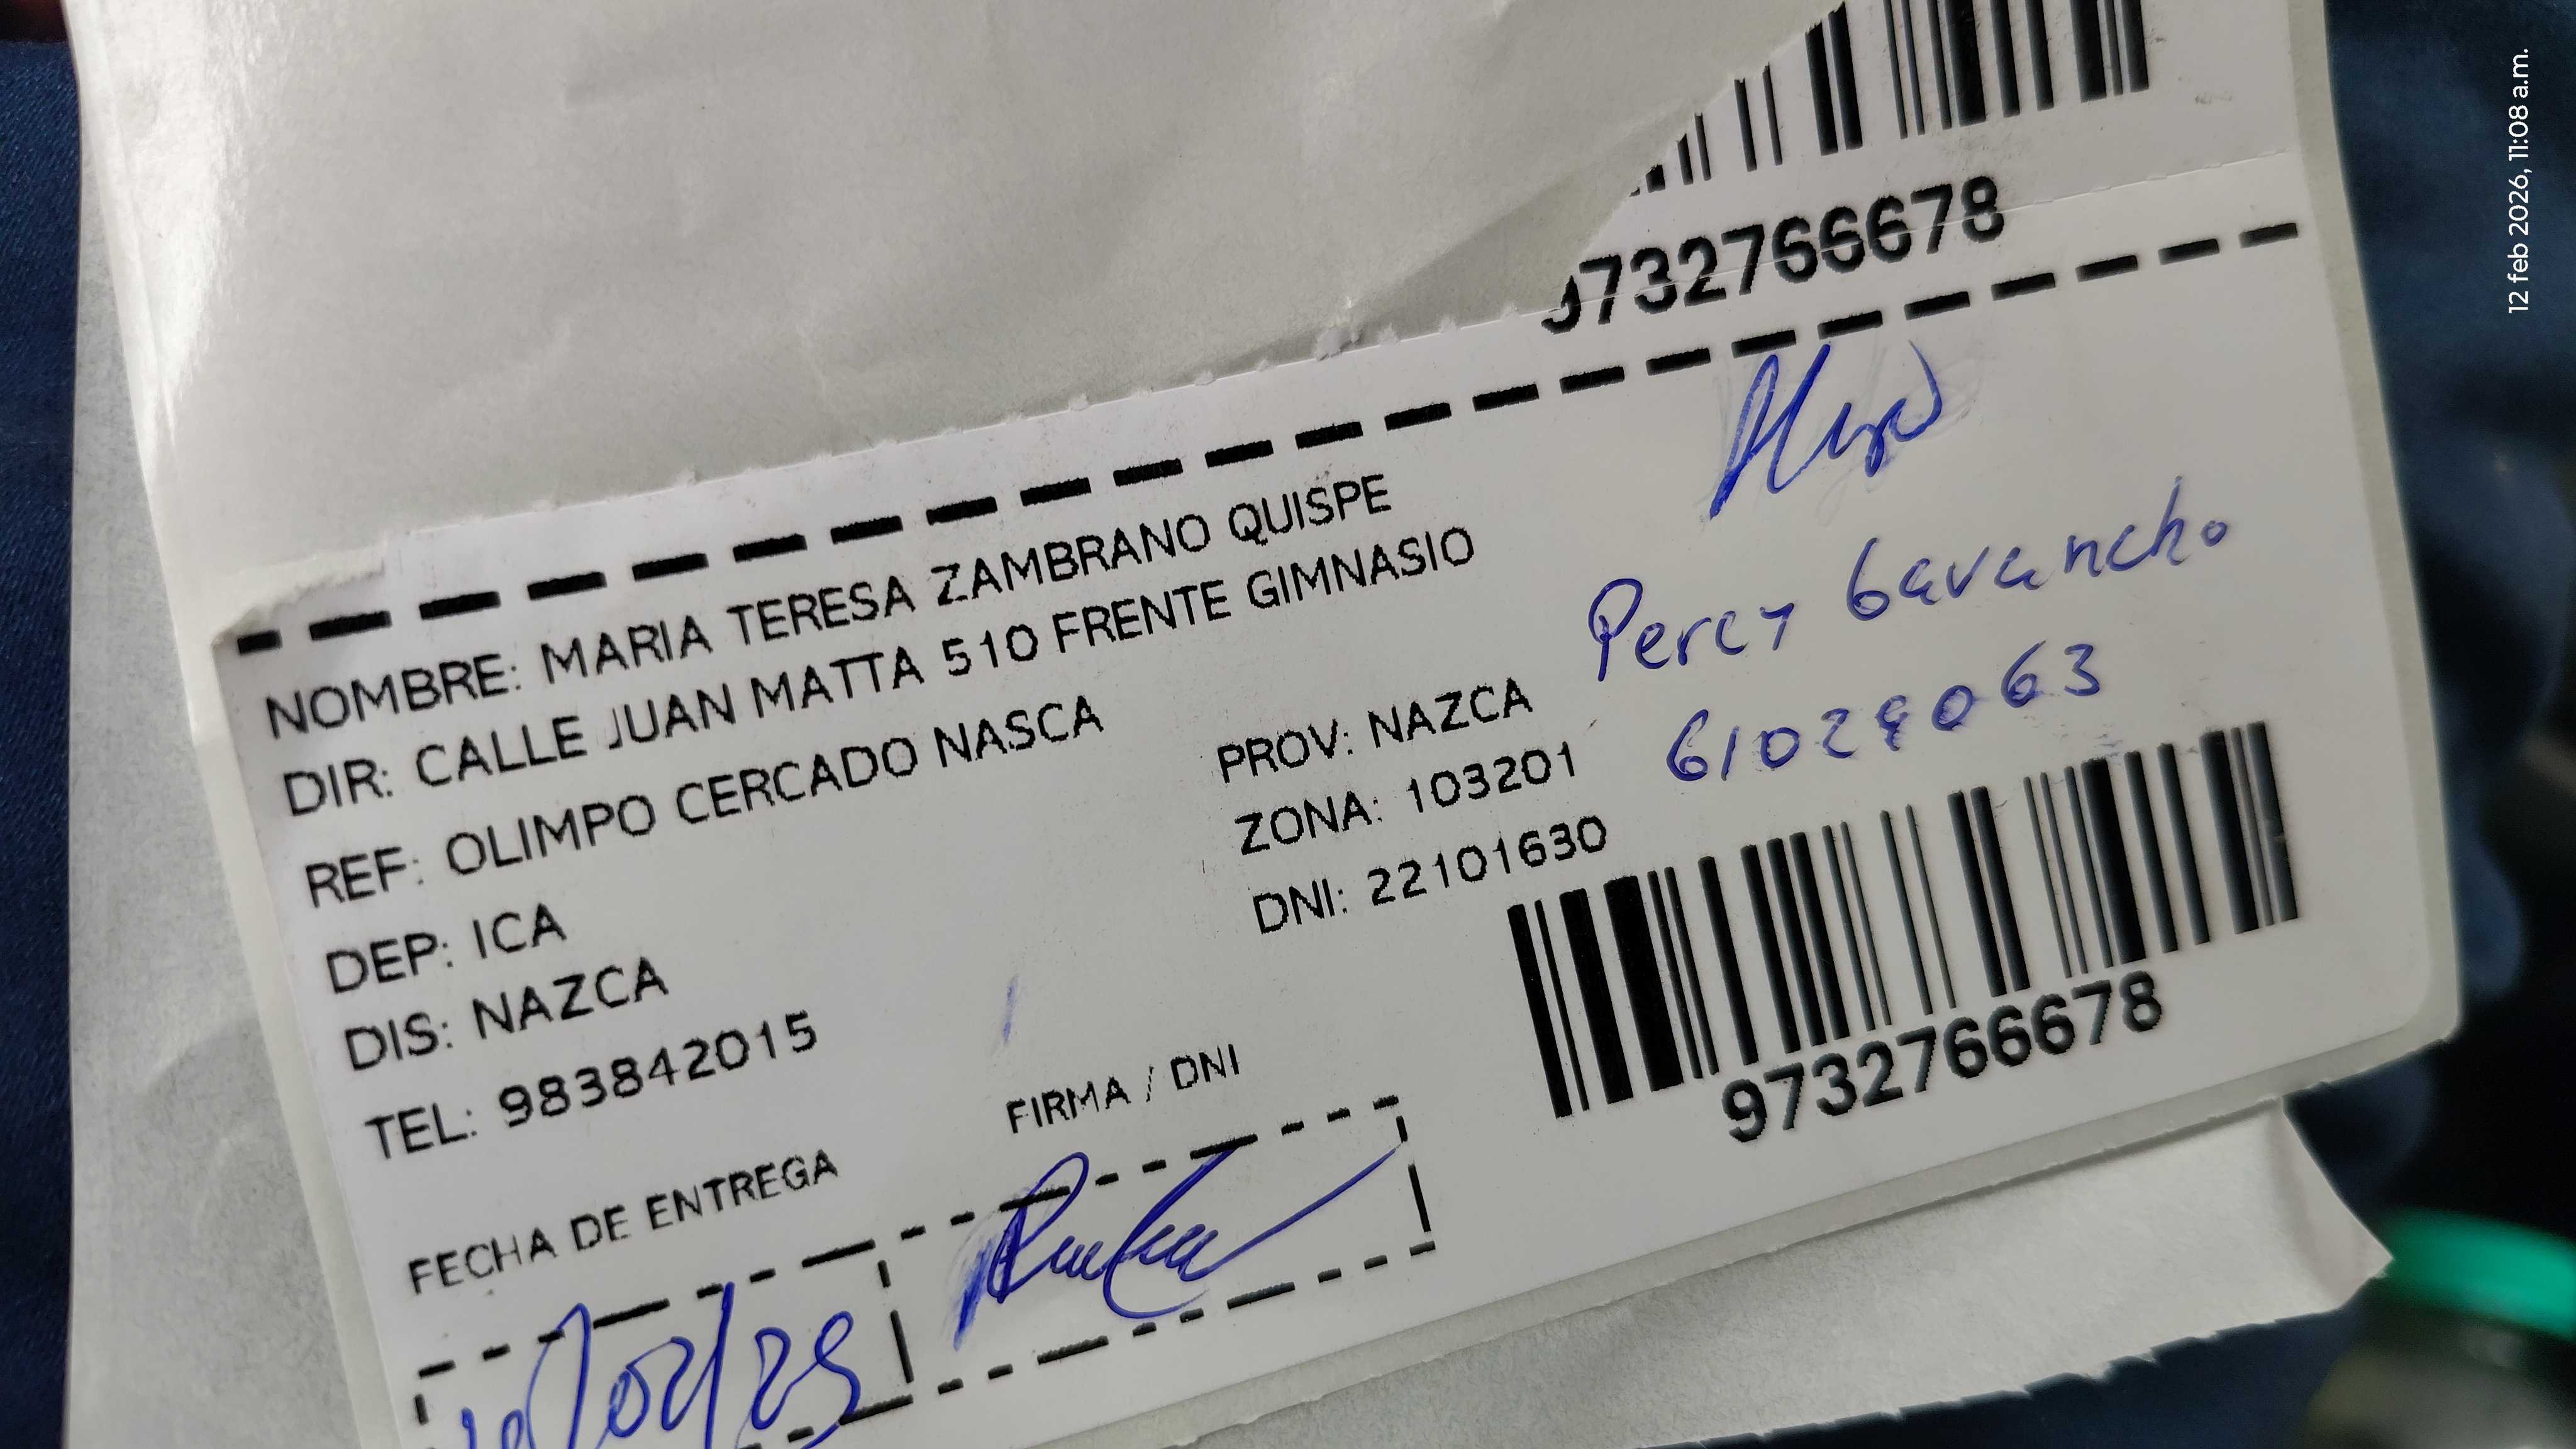 12 feb 2026, 11:08 a.m.
9732766678
NOMBRE: MARIA TERESA ZAMBRANO QUISPE
DIR: CALLE JUAN MATTA 510 FRENTE GIMNASIO
REF: OLIMPO CERCADO NASCA
DEP: ICA
PROV: NAZCA
DIS: NAZCA
ZONA: 103201
TEL: 983842015
DNI: 22101630
Percy Gavancho
61029063
FECHA DE ENTREGA
FIRMA / DNI
9732766678